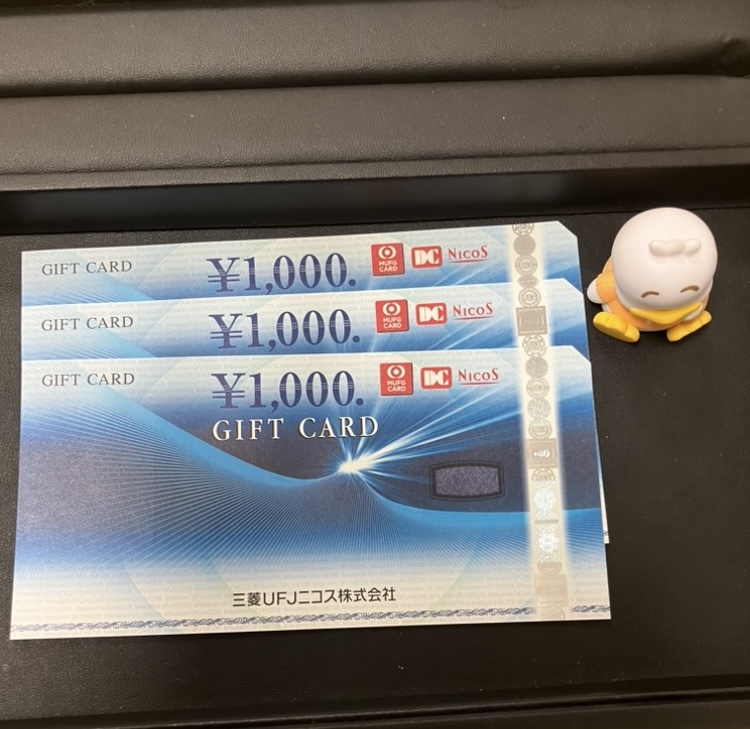 GIFT CARD ¥1,000. MUFG CARD DC NICOS
GIFT CARD ¥1,000. MUFG CARD DC NICOS
GIFT CARD ¥1,000. MUFG CARD DC NICOS
GIFT CARD
三菱UFJニコス株式会社